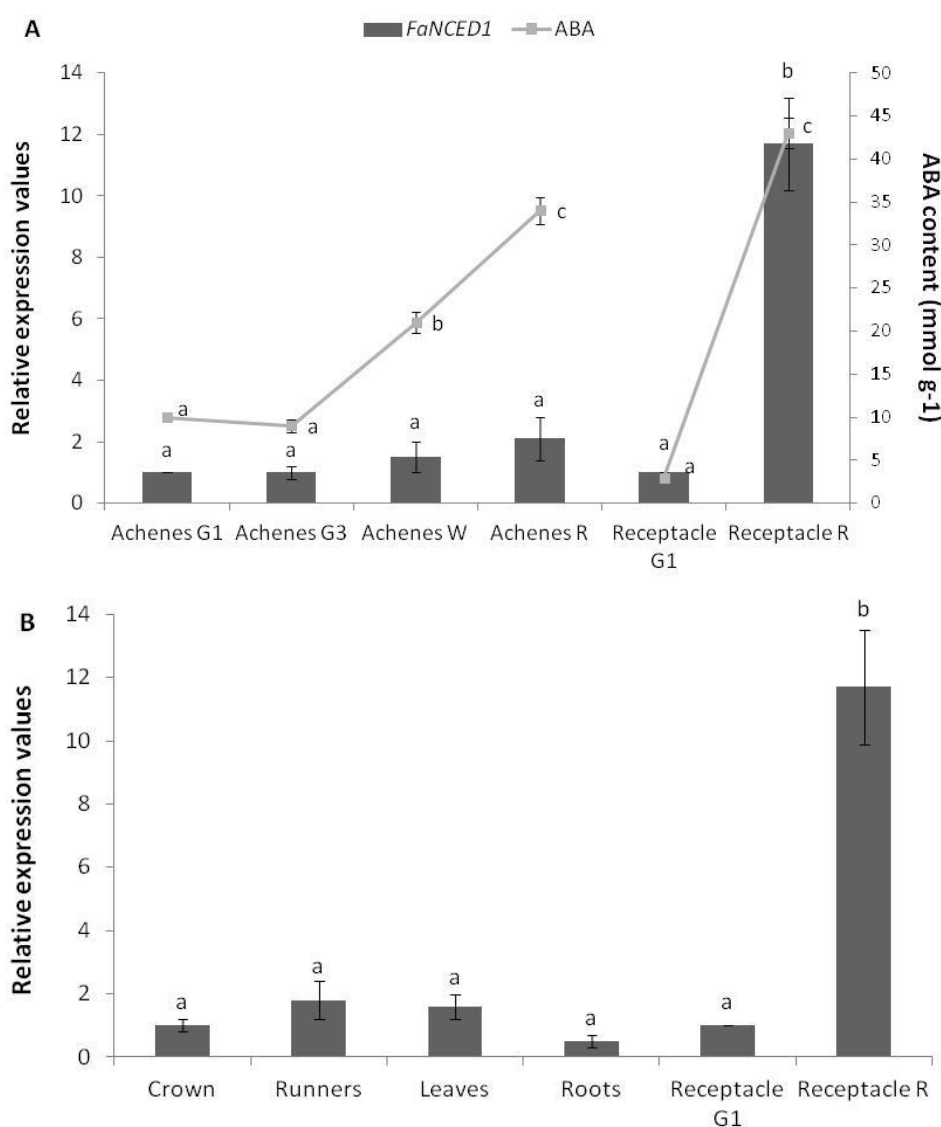 A
FaNCED1 ABA
Relative expression values
14
12
10
8
6
4
2
0
50
45
40
35
30
25
20
15
10
5
0
ABA content (mmol g-1)
b
c
c
b
a
a
a
a
a
a
a
a
Achenes G1 Achenes G3 Achenes W Achenes R Receptacle Receptacle R
G1
B
Relative expression values
14
12
10
8
6
4
2
0
b
a
a
a
a
a
Crown Runners Leaves Roots Receptacle Receptacle R
G1